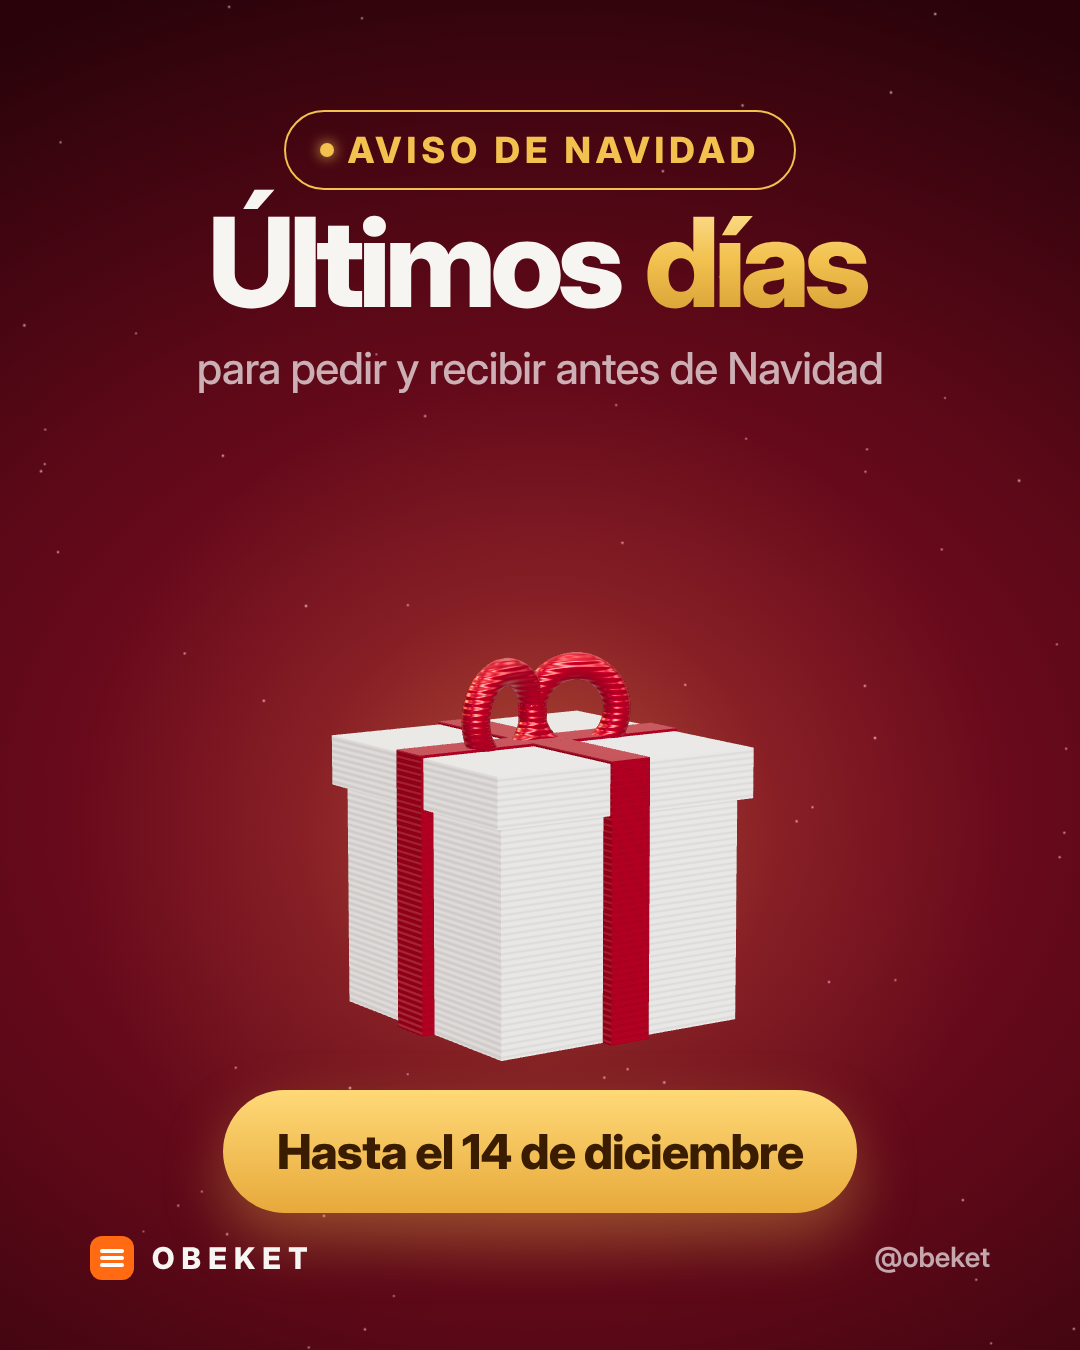 AVISO DE NAVIDAD
Últimos días
para pedir y recibir antes de Navidad
Hasta el 14 de diciembre
OBEKET
@obeket